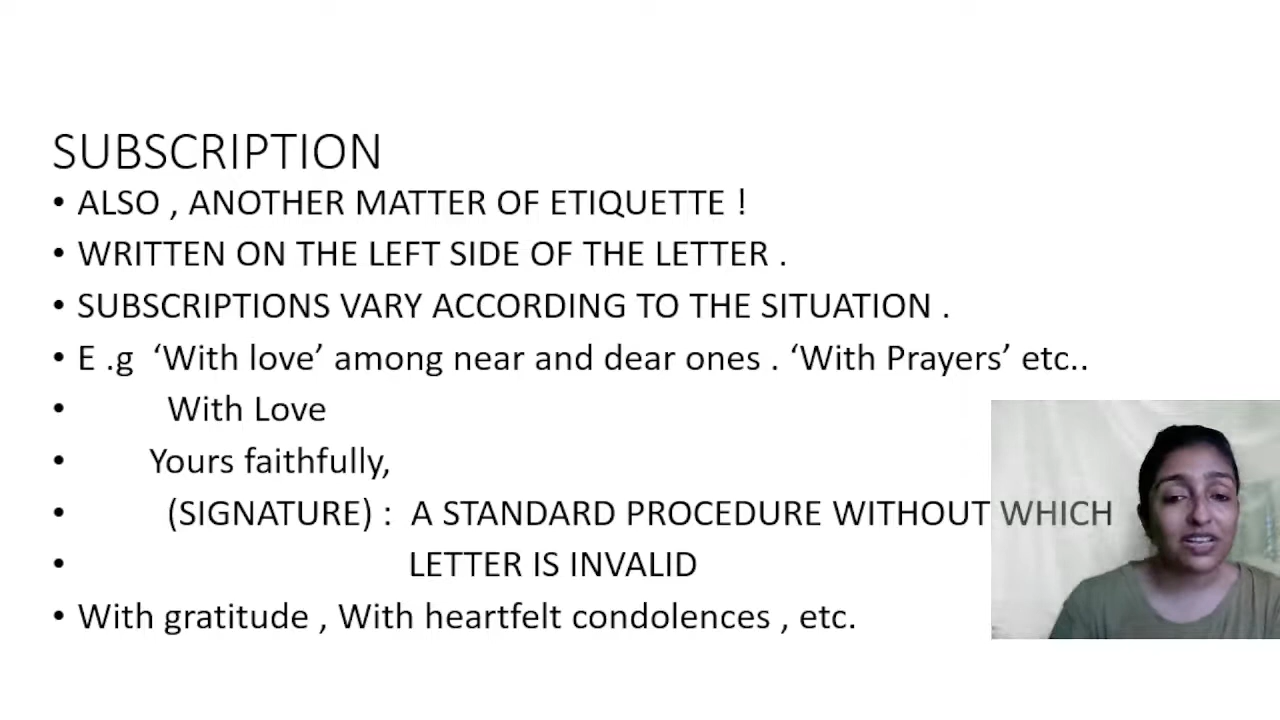 SUBSCRIPTION
• ALSO , ANOTHER MATTER OF ETIQUETTE !
• WRITTEN ON THE LEFT SIDE OF THE LETTER .
• SUBSCRIPTIONS VARY ACCORDING TO THE SITUATION .
• E .g ‘With love’ among near and dear ones . ‘With Prayers’ etc..
• With Love
• Yours faithfully,
• (SIGNATURE) : A STANDARD PROCEDURE WITHOUT WHICH
• LETTER IS INVALID
• With gratitude , With heartfelt condolences , etc.